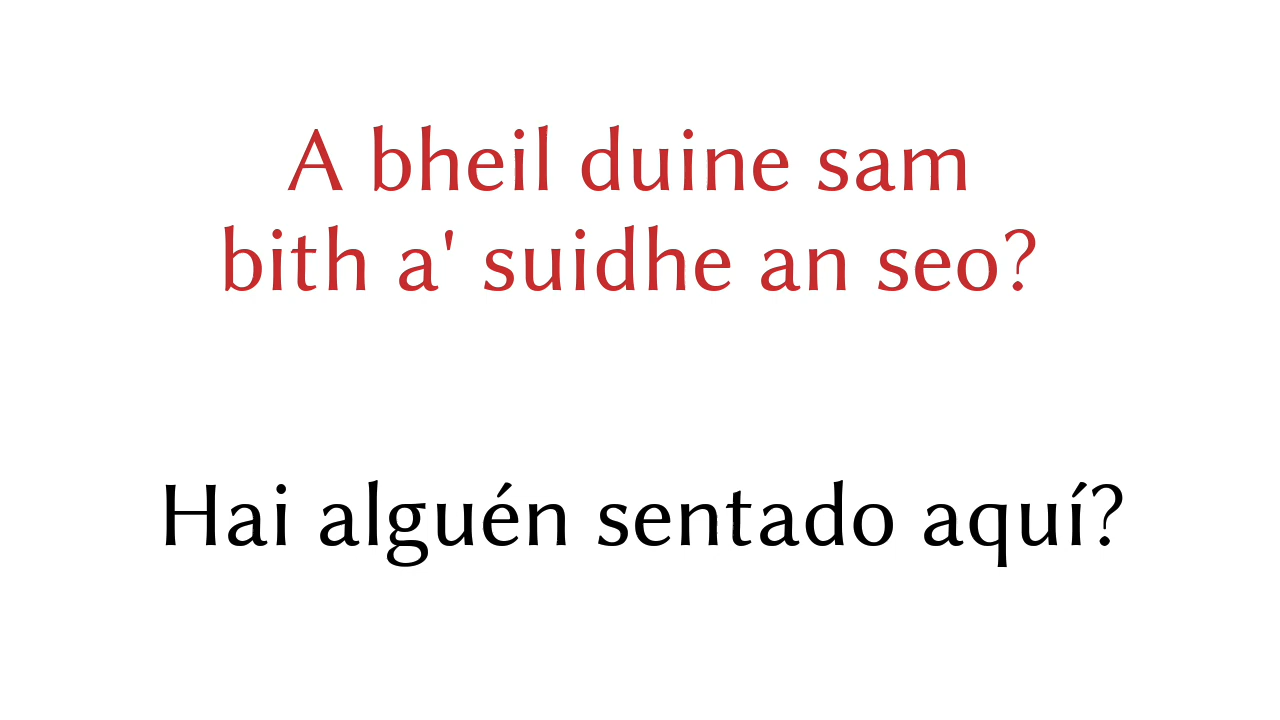 A bheil duine sam
bith a' suidhe an seo?
Hai alguén sentado aquí?